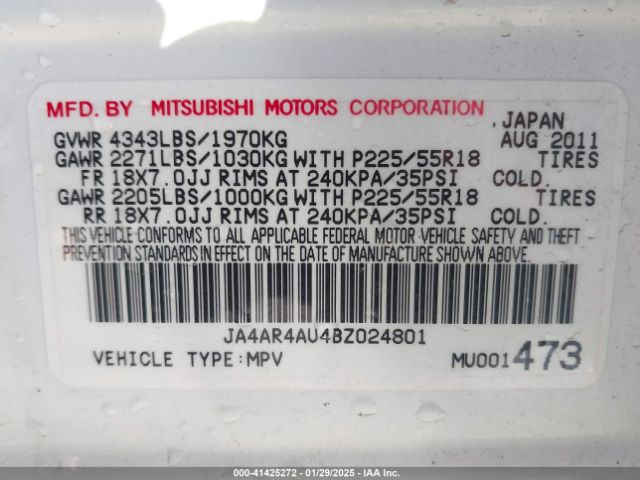 MFD. BY MITSUBISHI MOTORS CORPORATION, JAPAN
GVWR 4343LBS/1970KG AUG 2011
GAWR 2271LBS/1030KG WITH P225/55R18 TIRES
FR 18X7.0JJ RIMS AT 240KPA/35PSI COLD.
GAWR 2205LBS/1000KG WITH P225/55R18 TIRES
RR 18X7.0JJ RIMS AT 240KPA/35PSI COLD.
THIS VEHICLE CONFORMS TO ALL APPLICABLE FEDERAL MOTOR VEHICLE SAFETY AND THEFT
PREVENTION STANDARDS IN EFFECT ON THE DATE OF MANUFACTURE SHOWN ABOVE.
JA4AR4AU4BZ024801
VEHICLE TYPE:MPV MU001473
© - 41425272 - 01/29/2025 - IAA Inc.